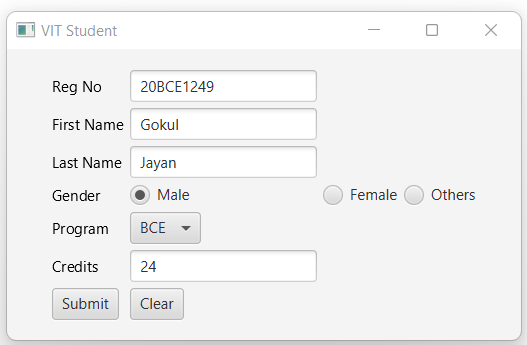 VIT Student
Reg No 20BCE1249
First Name Gokul
Last Name Jayan
Gender Male Female Others
Program BCE
Credits 24
Submit Clear